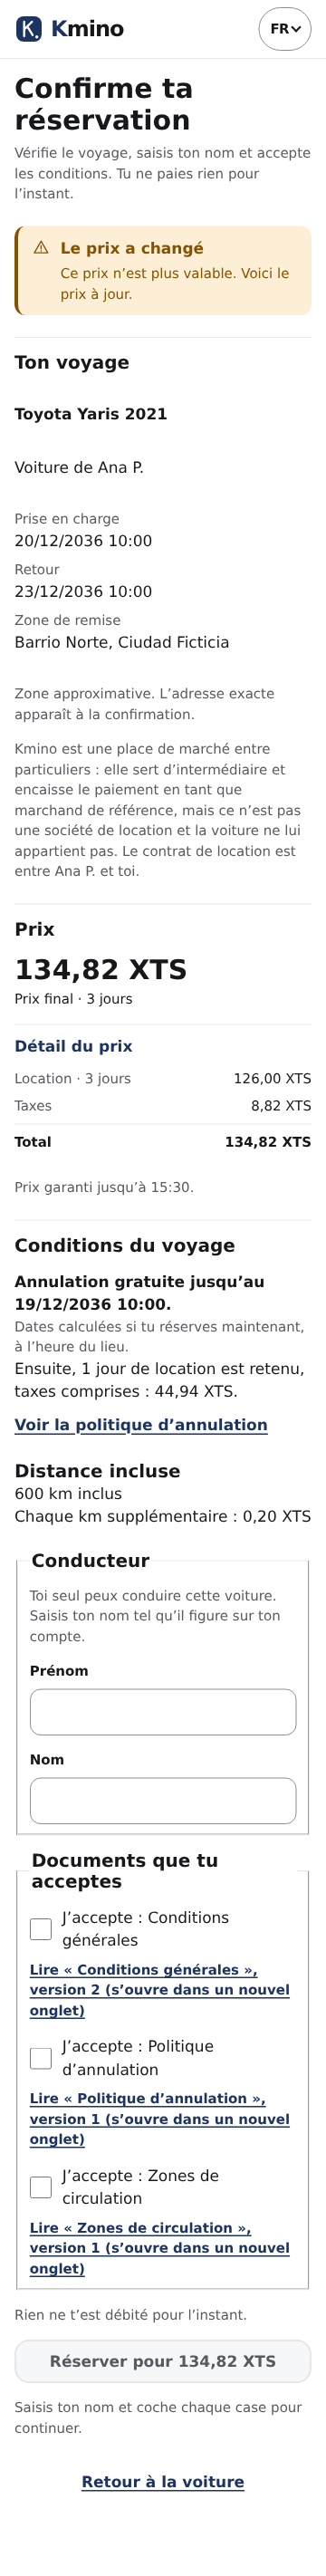 Kmino
FR
Confirme ta
réservation
Vérifie le voyage, saisis ton nom et accepte
les conditions. Tu ne paies rien pour
l’instant.
Le prix a changé
Ce prix n’est plus valable. Voici le
prix à jour.
Ton voyage
Toyota Yaris 2021
Voiture de Ana P.
Prise en charge
20/12/2036 10:00
Retour
23/12/2036 10:00
Zone de remise
Barrio Norte, Ciudad Ficticia
Zone approximative. L’adresse exacte
apparaît à la confirmation.
Kmino est une place de marché entre
particuliers : elle sert d’intermédiaire et
encaisse le paiement en tant que
marchand de référence, mais ce n’est pas
une société de location et la voiture ne lui
appartient pas. Le contrat de location est
entre Ana P. et toi.
Prix
134,82 XTS
Prix final · 3 jours
Détail du prix
Location · 3 jours 126,00 XTS
Taxes 8,82 XTS
Total 134,82 XTS
Prix garanti jusqu’à 15:30.
Conditions du voyage
Annulation gratuite jusqu’au
19/12/2036 10:00.
Dates calculées si tu réserves maintenant,
à l’heure du lieu.
Ensuite, 1 jour de location est retenu,
taxes comprises : 44,94 XTS.
Voir la politique d’annulation
Distance incluse
600 km inclus
Chaque km supplémentaire : 0,20 XTS
Conducteur
Toi seul peux conduire cette voiture.
Saisis ton nom tel qu’il figure sur ton
compte.
Prénom
Nom
Documents que tu
acceptes
J’accepte : Conditions
générales
Lire « Conditions générales »,
version 2 (s’ouvre dans un nouvel
onglet)
J’accepte : Politique
d’annulation
Lire « Politique d’annulation »,
version 1 (s’ouvre dans un nouvel
onglet)
J’accepte : Zones de
circulation
Lire « Zones de circulation »,
version 1 (s’ouvre dans un nouvel
onglet)
Rien ne t’est débité pour l’instant.
Réserver pour 134,82 XTS
Saisis ton nom et coche chaque case pour
continuer.
Retour à la voiture